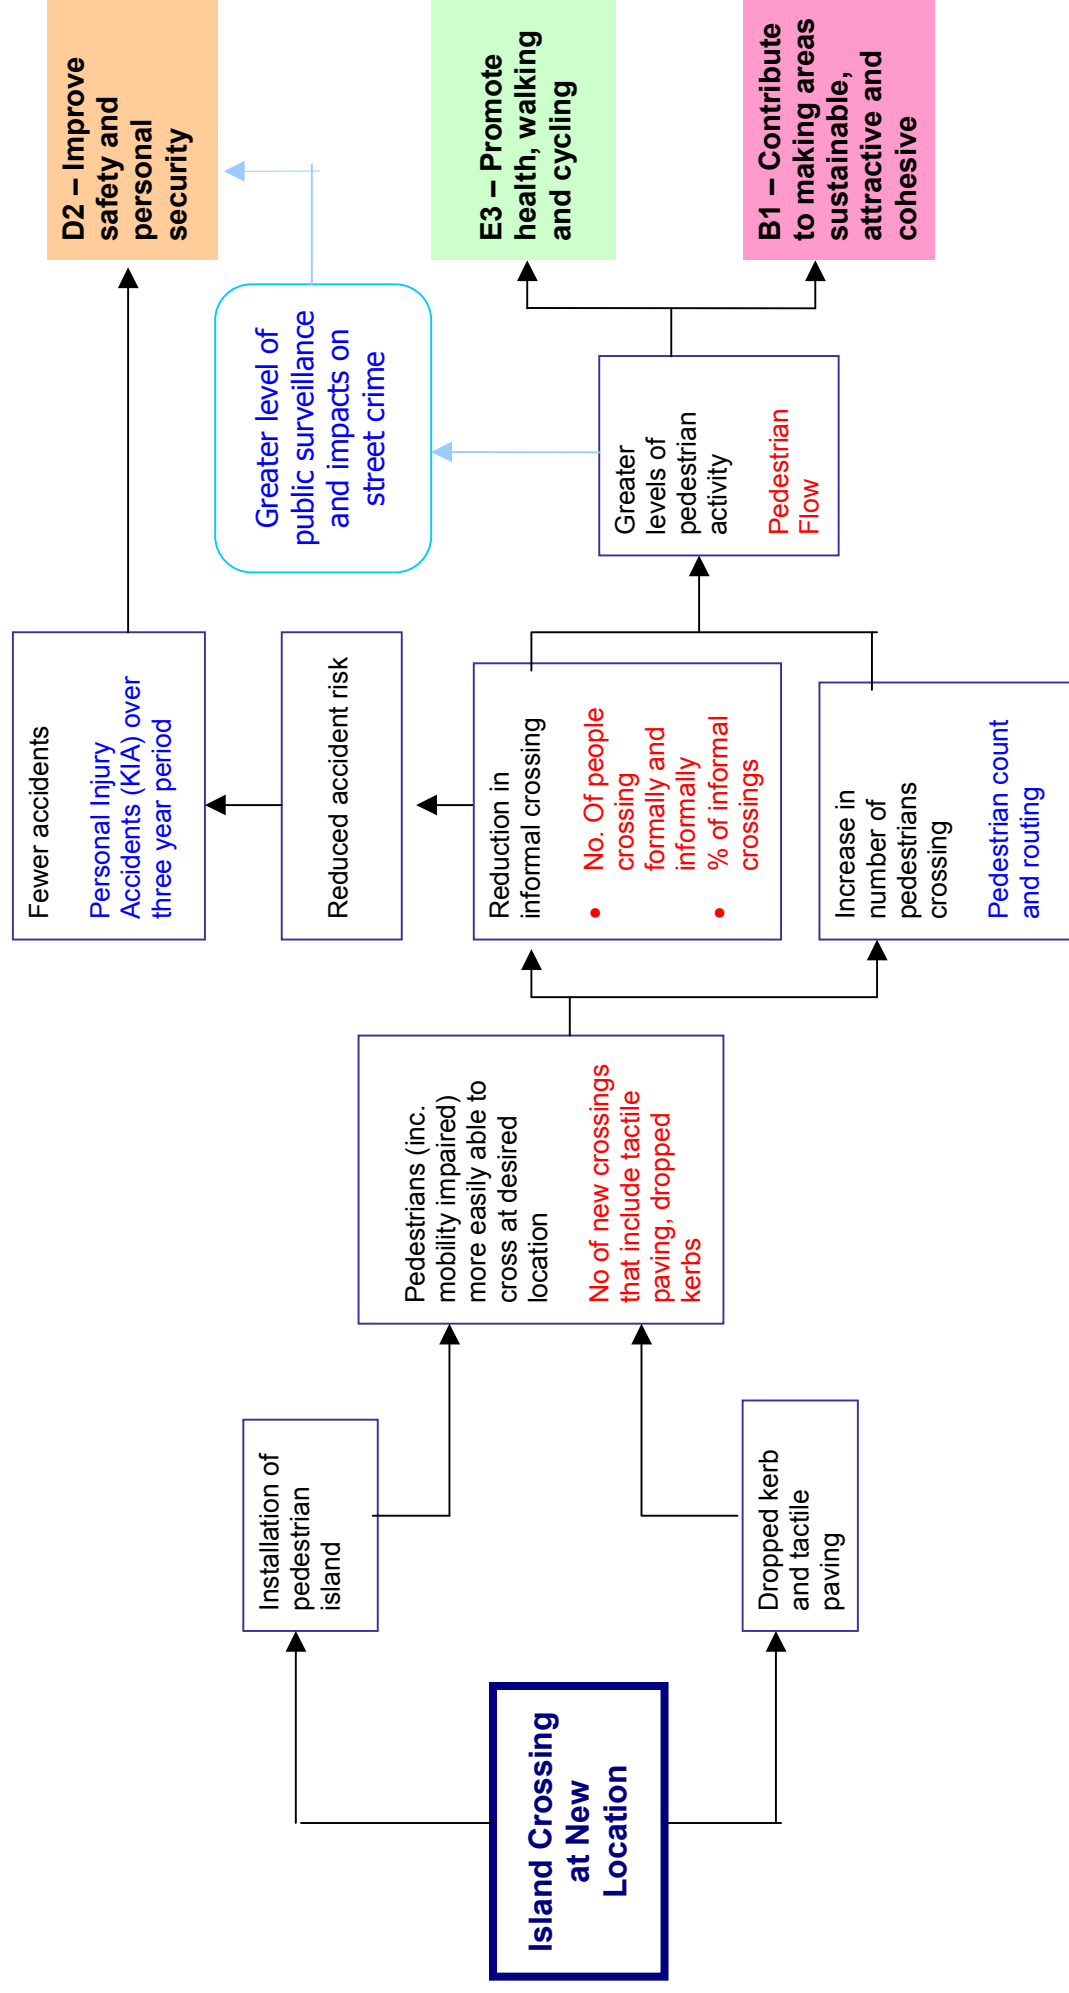 Island Crossing
at New
Location
Installation of
pedestrian
island
Dropped kerb
and tactile
paving
Pedestrians (inc.
mobility impaired)
more easily able to
cross at desired
location
No of new crossings
that include tactile
paving, dropped
kerbs
Fewer accidents
Personal Injury
Accidents (KIA) over
three year period
Reduced accident risk
Reduction in
informal crossing
• No. Of people
crossing
formally and
informally
• % of informal
crossings
Increase in
number of
pedestrians
crossing
Pedestrian count
and routing
Greater level of
public surveillance
and impacts on
street crime
Greater
levels of
pedestrian
activity
Pedestrian
Flow
D2 – Improve
safety and
personal
security
E3 – Promote
health, walking
and cycling
B1 – Contribute
to making areas
sustainable,
attractive and
cohesive